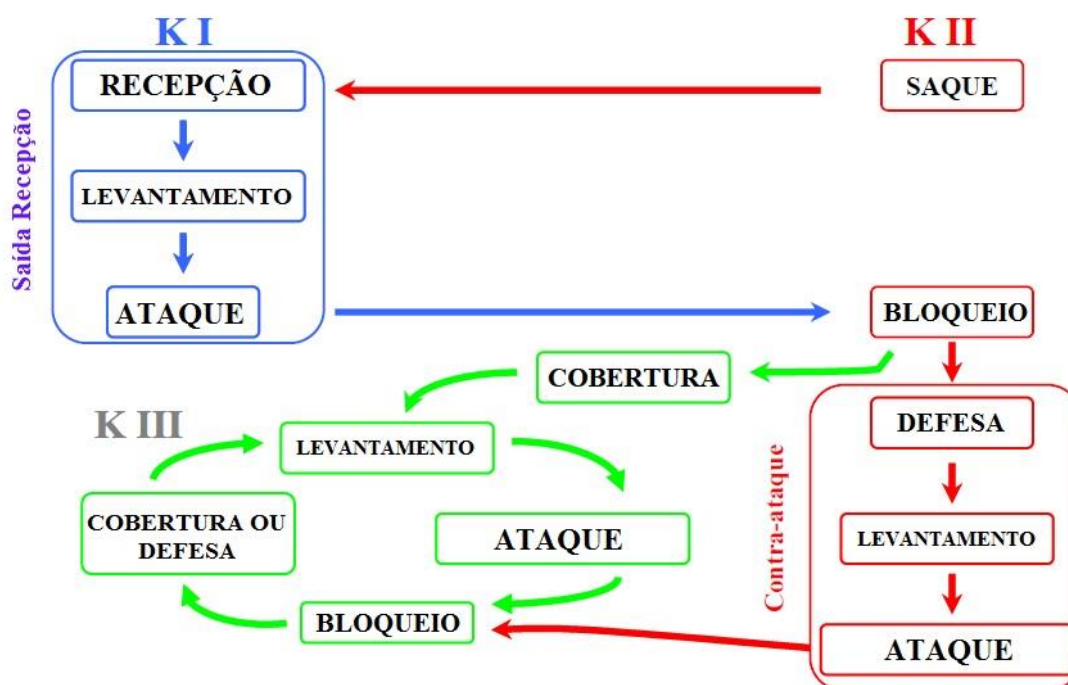 K I
K II
RECEPÇÃO
SAQUE
LEVANTAMENTO
Saída Recepção
ATAQUE
BLOQUEIO
COBERTURA
DEFESA
K III
LEVANTAMENTO
COBERTURA OU
DEFESA
ATAQUE
LEVANTAMENTO
Contra-ataque
BLOQUEIO
ATAQUE